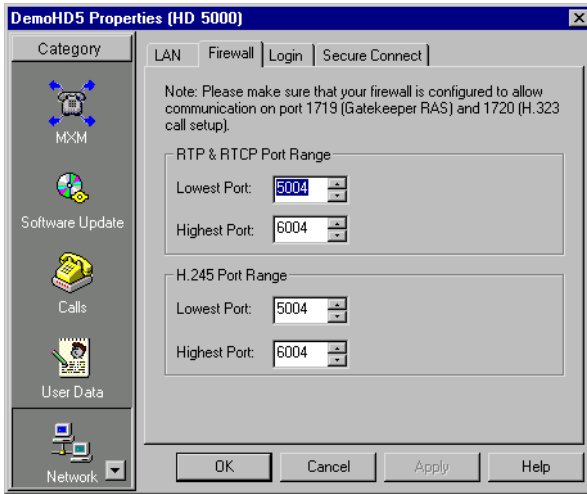 DemoHD5 Properties (HD 5000)
Category
MXM
Software Update
Calls
User Data
Network
LAN
Firewall
Login
Secure Connect
Note: Please make sure that your firewall is configured to allow
communication on port 1719 (Gatekeeper RAS) and 1720 (H.323
call setup).
RTP & RTCP Port Range
Lowest Port: 5004
Highest Port: 6004
H.245 Port Range
Lowest Port: 5004
Highest Port: 6004
OK
Cancel
Apply
Help